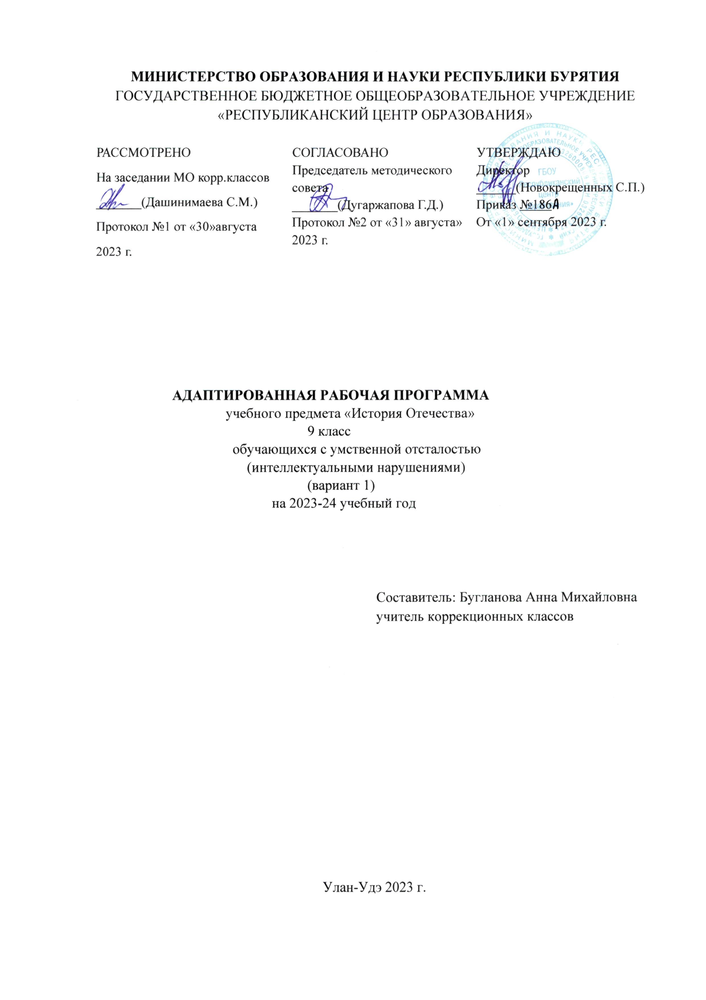 МИНИСТЕРСТВО ОБРАЗОВАНИЯ И НАУКИ РЕСПУБЛИКИ БУРЯТИЯ
ГОСУДАРСТВЕННОЕ БЮДЖЕТНОЕ ОБЩЕОБРАЗОВАТЕЛЬНОЕ УЧРЕЖДЕНИЕ
«РЕСПУБЛИКАНСКИЙ ЦЕНТР ОБРАЗОВАНИЯ»
РАССМОТРЕНО
На заседании МО корр.классов
_______(Дашинимаева С.М.)
Протокол №1 от «30»августа
2023 г.
СОГЛАСОВАНО
Председатель методического
совета
_______(Дугаржапова Г.Д.)
Протокол №2 от «31» августа»
2023 г.
УТВЕРЖДАЮ
Директор
______(Новокрещенных С.П.)
Приказ №186А
От «1» сентября 2023 г.
ГБОУ
Республиканский
центр
АДАПТИРОВАННАЯ РАБОЧАЯ ПРОГРАММА
учебного предмета «История Отечества»
9 класс
обучающихся с умственной отсталостью
(интеллектуальными нарушениями)
(вариант 1)
на 2023-24 учебный год
Составитель: Бугланова Анна Михайловна
учитель коррекционных классов
Улан-Удэ 2023 г.